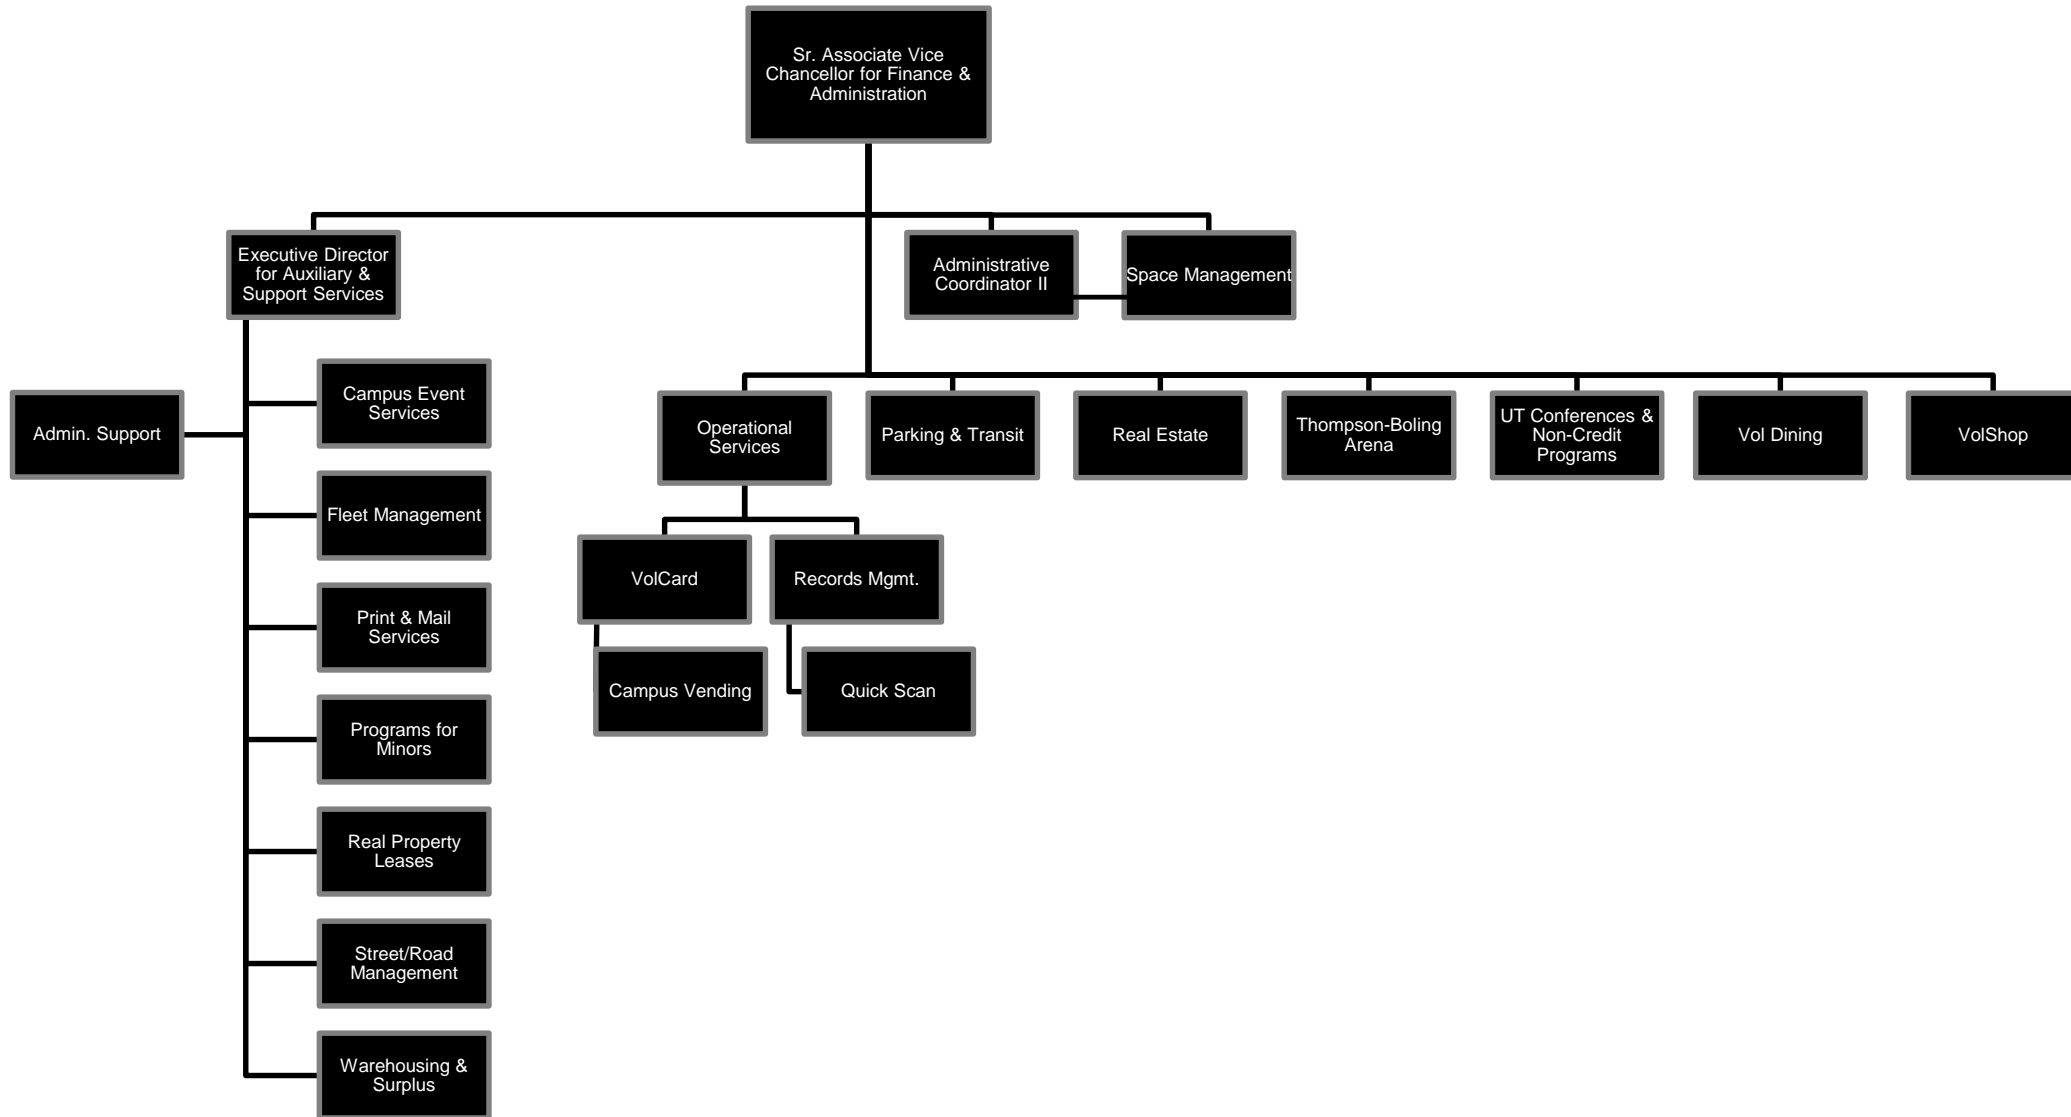 Sr. Associate Vice
Chancellor for Finance &
Administration
Executive Director
for Auxiliary &
Support Services
Administrative
Coordinator II
Space Management
Admin. Support
Campus Event
Services
Fleet Management
Print & Mail
Services
Programs for
Minors
Real Property
Leases
Street/Road
Management
Warehousing &
Surplus
Operational
Services
Parking & Transit
Real Estate
Thompson-Boling
Arena
UT Conferences &
Non-Credit
Programs
Vol Dining
VolShop
VolCard
Records Mgmt.
Campus Vending
Quick Scan